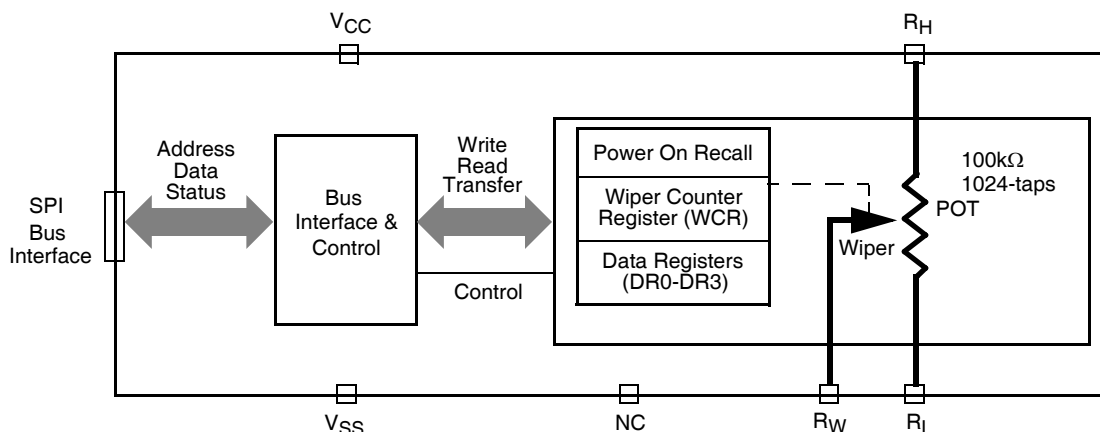 VCC
RH
Address
Data
Status
Write
Read
Transfer
SPI
Bus
Interface
Bus
Interface &
Control
Control
Power On Recall
Wiper Counter
Register (WCR)
Data Registers
(DR0-DR3)
Wiper
100kΩ
1024-taps
POT
VSS
NC
RW
RL